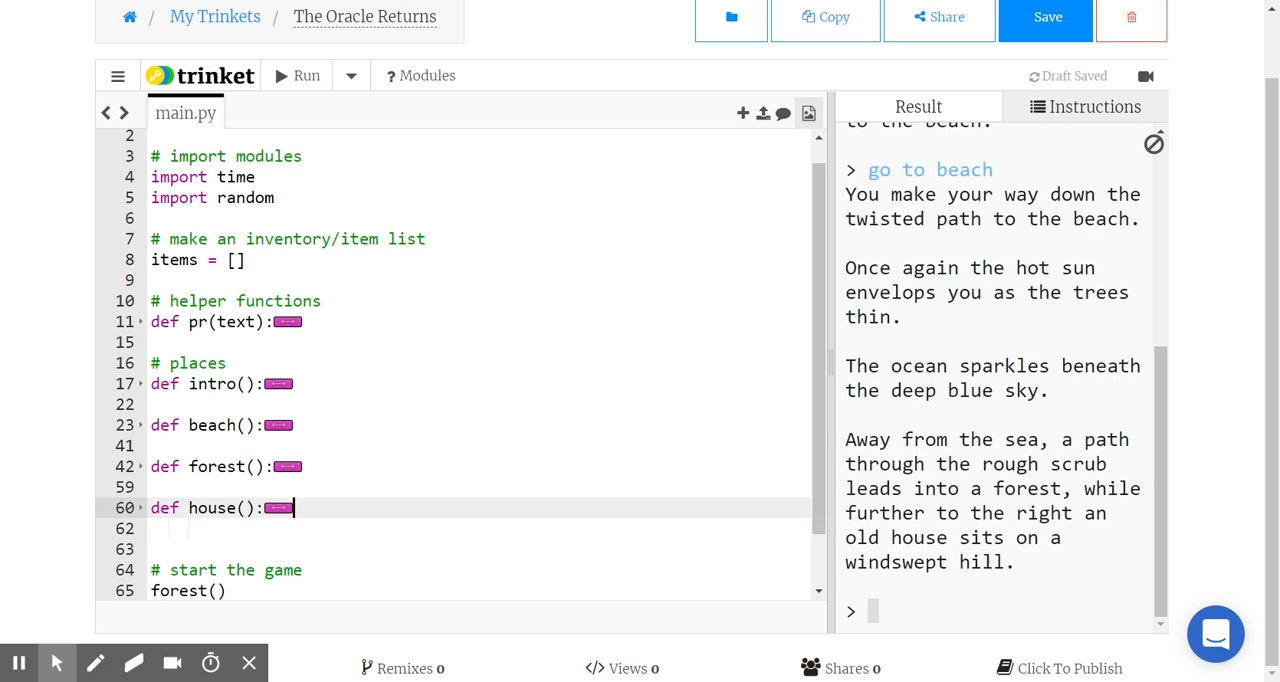 / My Trinkets / The Oracle Returns
Copy
Share
Save
trinket
Run
? Modules
Draft Saved
main.py
Result
Instructions
2
3 # import modules
4 import time
5 import random
6
7 # make an inventory/item list
8 items = []
9
10 # helper functions
11 def pr(text):
15
16 # places
17 def intro():
22
23 def beach():
41
42 def forest():
59
60 def house():
62
63
64 # start the game
65 forest()
to the beach.
> go to beach
You make your way down the
twisted path to the beach.
Once again the hot sun
envelops you as the trees
thin.
The ocean sparkles beneath
the deep blue sky.
Away from the sea, a path
through the rough scrub
leads into a forest, while
further to the right an
old house sits on a
windswept hill.
>
Remixes 0
</> Views 0
Shares 0
Click To Publish